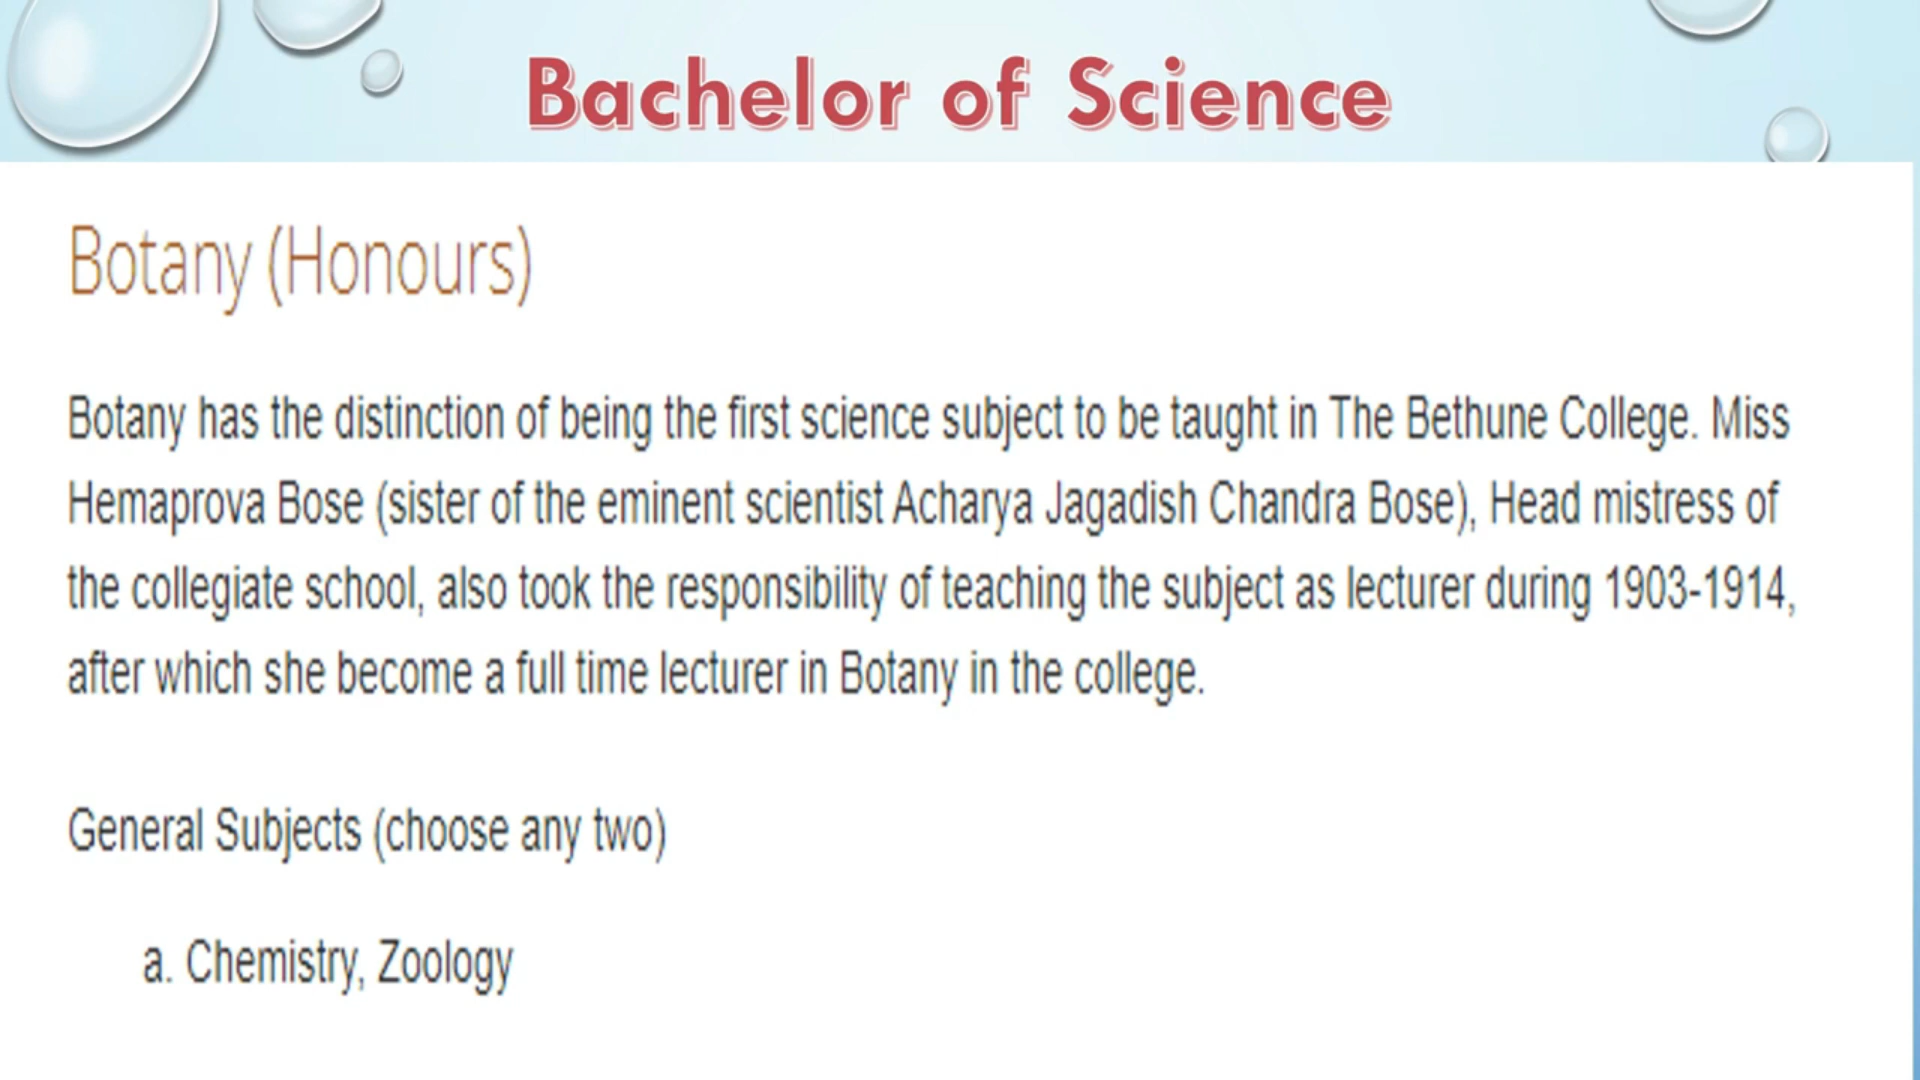 Bachelor of Science
Botany (Honours)
Botany has the distinction of being the first science subject to be taught in The Bethune College. Miss
Hemaprova Bose (sister of the eminent scientist Acharya Jagadish Chandra Bose), Head mistress of
the collegiate school, also took the responsibility of teaching the subject as lecturer during 1903-1914,
after which she become a full time lecturer in Botany in the college.
General Subjects (choose any two)
a. Chemistry, Zoology